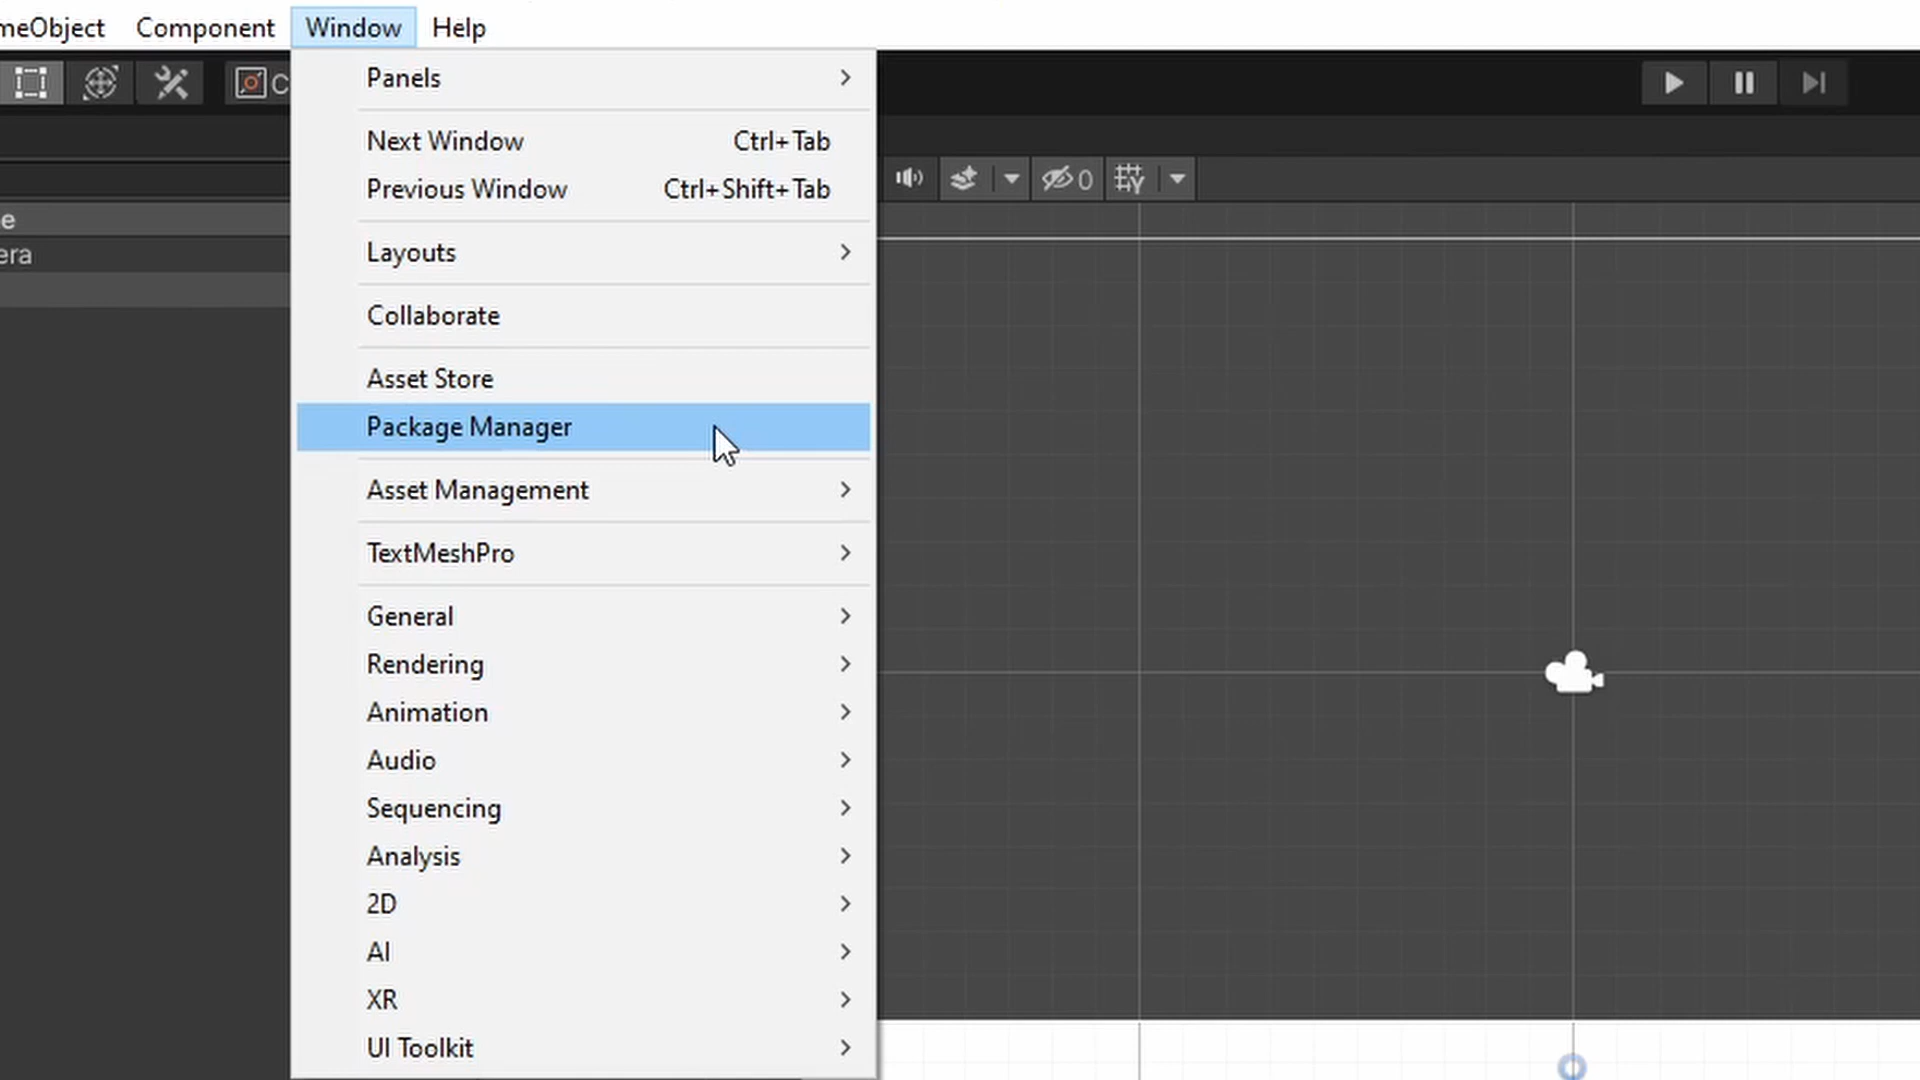 meObject Component Window Help
C
Panels
Next Window Ctrl+Tab
0
Previous Window Ctrl+Shift+Tab
e
Layouts
era
Collaborate
Asset Store
Package Manager
Asset Management
TextMeshPro
General
Rendering
Animation
Audio
Sequencing
Analysis
2D
AI
XR
UI Toolkit